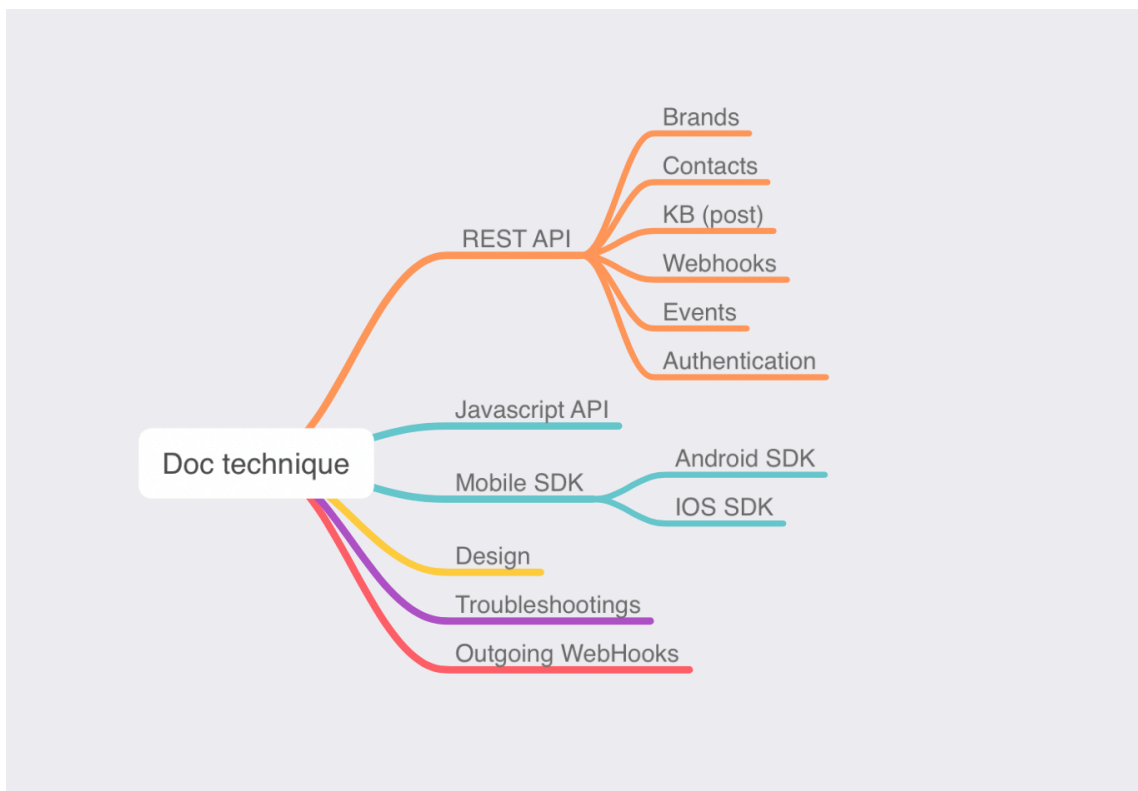 Doc technique
REST API
Brands
Contacts
KB (post)
Webhooks
Events
Authentication
Javascript API
Mobile SDK
Android SDK
IOS SDK
Design
Troubleshootings
Outgoing WebHooks